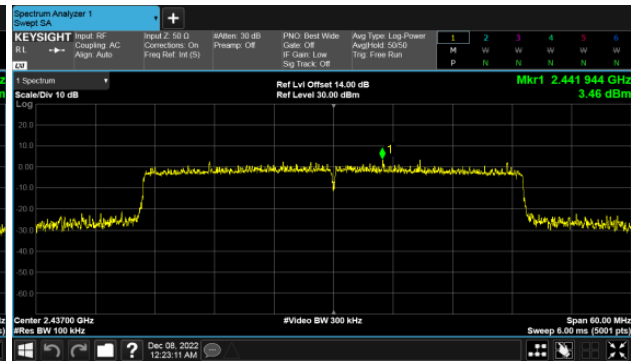 Spectrum Analyzer 1
Swept SA
+
KEYSIGHT Input: RF Input Z: 50 Ω #Atten: 30 dB PNO: Best Wide Avg Type: Log-Power 1 2 3 4 5 6
RL Coupling: AC Corrections: On Preamp: Off Gate: Off Avg|Hold: 50/50 M W W W W W
Align: Auto Freq Ref: Int (S) IF Gain: Low Trig: Free Run P N N N N N
Sig Track: Off
LXI
1 Spectrum Ref Lvl Offset 14.00 dB Mkr1 2.441 944 GHz
Scale/Div 10 dB Ref Level 30.00 dBm 3.46 dBm
Log
20.0
10.0
0.00
-10.0
-20.0
-30.0
-40.0
-50.0
-60.0
1
Center 2.43700 GHz #Video BW 300 kHz Span 60.00 MHz
#Res BW 100 kHz Sweep 6.00 ms (5001 pts)
? Dec 08, 2022
12:23:11 AM